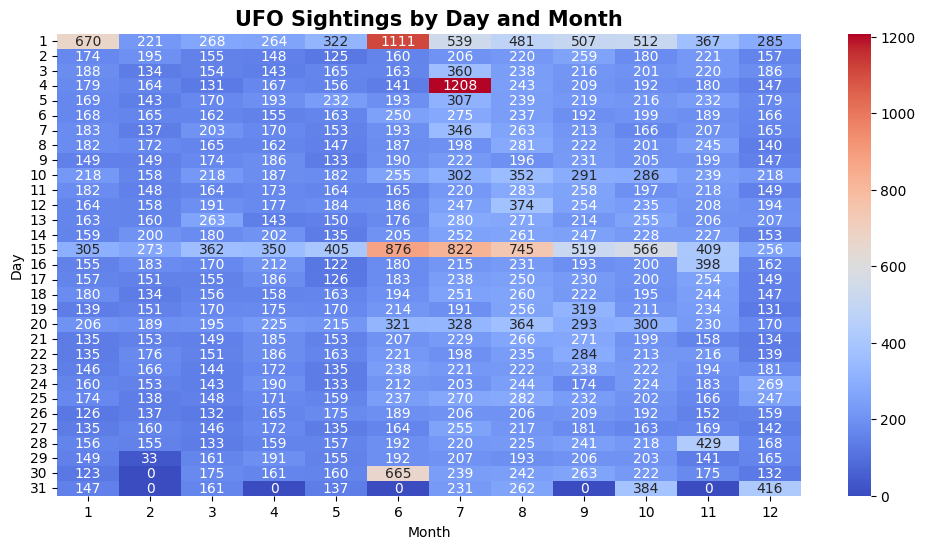 UFO Sightings by Day and Month
1 670 221 268 264 322 1111 539 481 507 512 367 285
2 174 195 155 148 125 160 206 220 259 180 221 157
3 188 134 154 143 165 163 360 238 216 201 220 186
4 179 164 131 167 156 141 1208 243 209 192 180 147
5 169 143 170 193 232 193 307 239 219 216 232 179
6 168 165 162 155 163 250 275 237 192 199 189 166
7 183 137 203 170 153 193 346 263 213 166 207 165
8 182 172 165 162 147 187 198 281 222 201 245 140
9 149 149 174 186 133 190 222 196 231 205 199 147
10 218 158 218 187 182 255 302 352 291 286 239 218
11 182 148 164 173 164 165 220 283 258 197 218 149
12 164 158 191 177 184 186 247 374 254 235 208 194
13 163 160 263 143 150 176 280 271 214 255 206 207
14 159 200 180 202 135 205 252 261 247 228 227 153
15 305 273 362 350 405 876 822 745 519 566 409 256
16 155 183 170 212 122 180 215 231 193 200 398 162
17 157 151 155 186 126 183 238 250 230 200 254 149
18 180 134 156 158 163 194 251 260 222 195 244 147
19 139 151 170 175 170 214 191 256 319 211 234 131
20 206 189 195 225 215 321 328 364 293 300 230 170
21 135 153 149 185 153 207 229 266 271 199 158 134
22 135 176 151 186 163 221 198 235 284 213 216 139
23 146 166 144 172 135 238 221 222 238 222 194 181
24 160 153 143 190 133 212 203 244 174 224 183 269
25 174 138 148 171 159 237 270 282 232 202 166 247
26 126 137 132 165 175 189 206 206 209 192 152 159
27 135 160 146 172 135 164 255 217 181 163 169 142
28 156 155 133 159 157 192 220 225 241 218 429 168
29 149 33 161 191 155 192 207 193 206 203 141 165
30 123 0 175 161 160 665 239 242 263 222 175 132
31 147 0 161 0 137 0 231 262 0 384 0 416
1 2 3 4 5 6 7 8 9 10 11 12
Month
Day
1200
1000
800
600
400
200
0